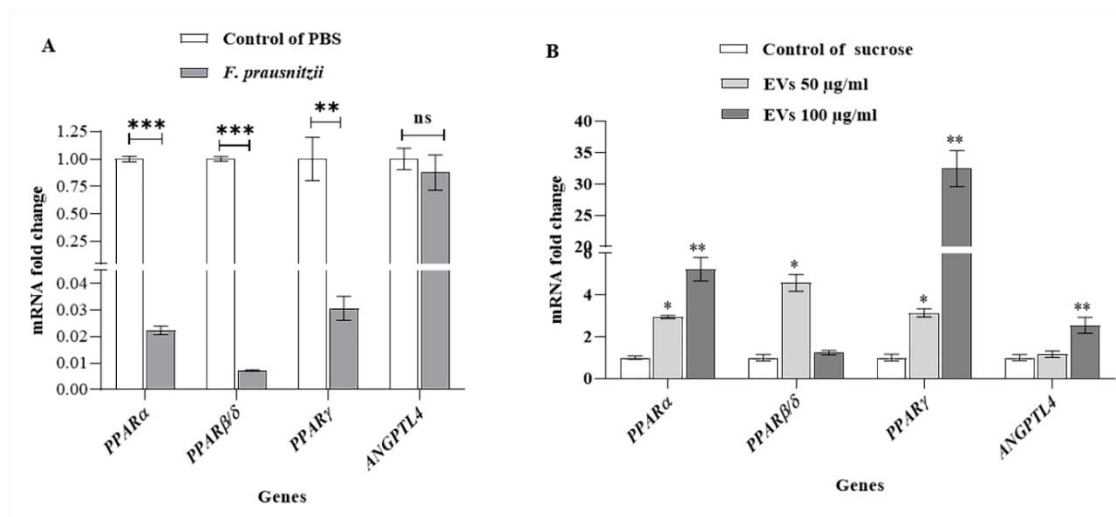 A
Control of PBS
F. prausnitzii
mRNA fold change
1.25
1.00
0.75
0.50
0.25
0.04
0.03
0.02
0.01
0.00
***
***
**
ns
PPARα
PPARβ/δ
PPARγ
ANGPTL4
Genes
B
Control of sucrose
EVs 50 µg/ml
EVs 100 µg/ml
mRNA fold change
40
35
30
25
20
8
6
4
2
0
*
**
*
*
**
**
PPARα
PPARβ/δ
PPARγ
ANGPTL4
Genes